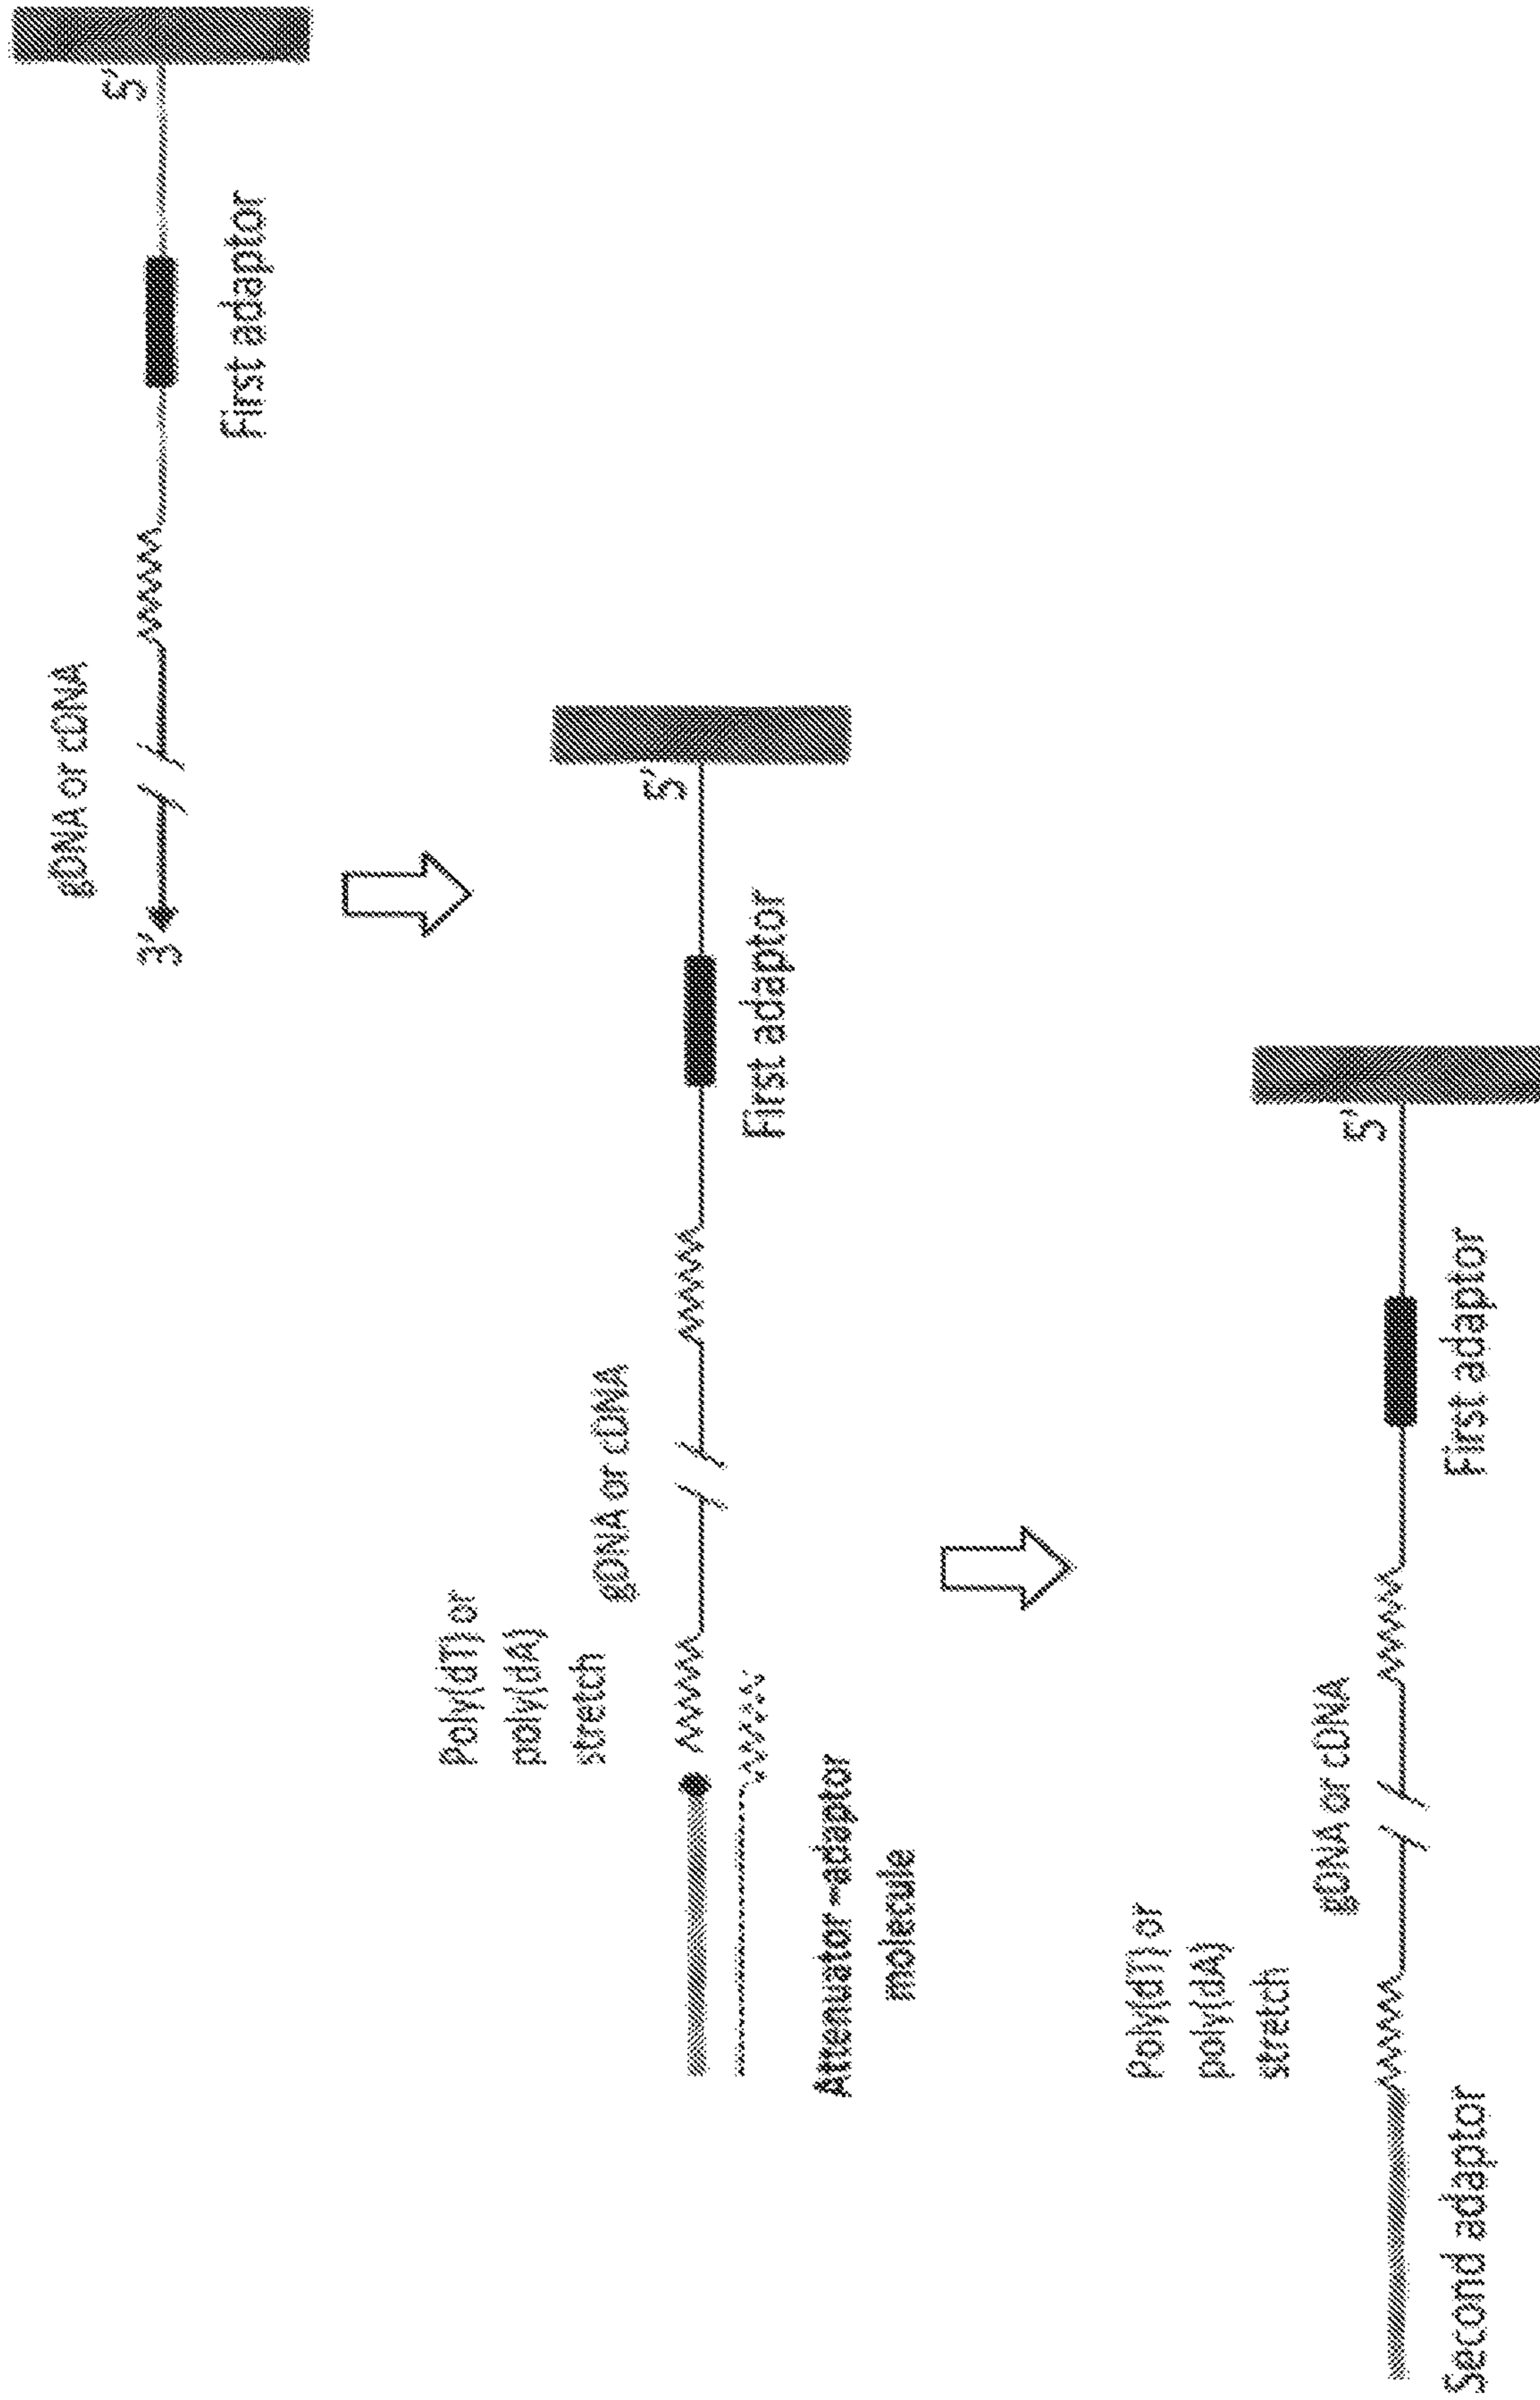 gDNA or cDNA
3'
5'
First adaptor
Poly(dT) or
poly(dA)
stretch
gDNA or cDNA
5'
First adaptor
Attenuator –adaptor
molecule
Poly(dT) or
poly(dA)
stretch
gDNA or cDNA
5'
First adaptor
Second adaptor